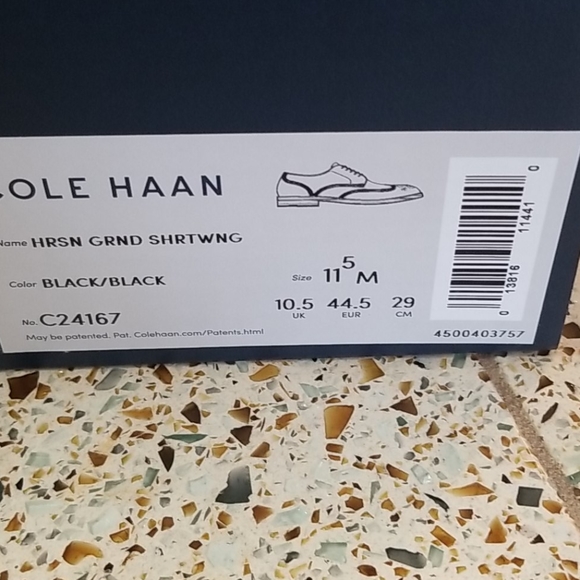 COLE HAAN
Name HRSN GRND SHRTWNG
Color BLACK/BLACK
Size 11 5 M
10.5 44.5 29
UK EUR CM
No. C24167
May be patented. Pat. Colehaan.com/Patents.html
0 13816 11441 0
4500403757